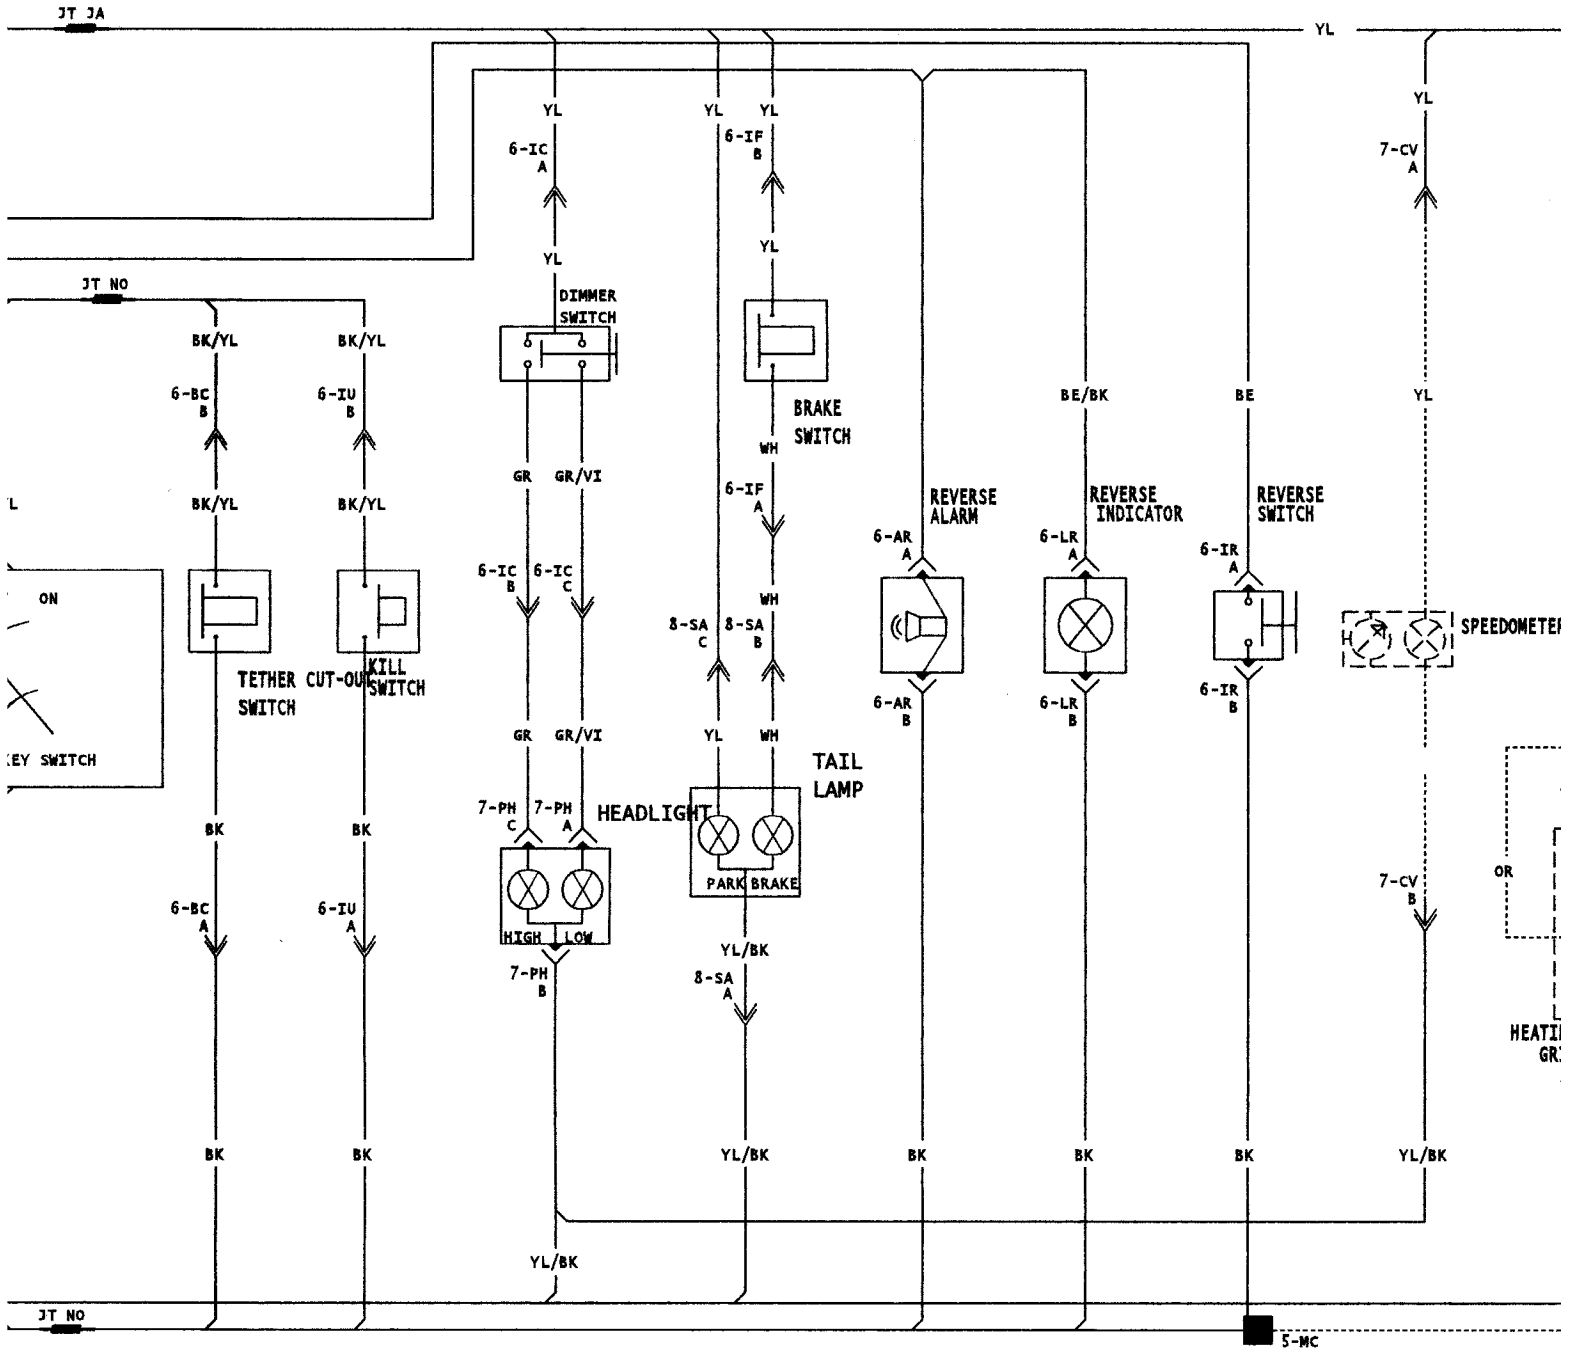 JT JA
YL
YL
YL
YL
YL
6-IC
A
6-IF
B
7-CV
A
YL
YL
JT NO
DIMMER
SWITCH
BK/YL
BK/YL
6-BC
B
6-IU
B
BE/BK
BE
YL
BRAKE
SWITCH
WH
GR
GR/VI
L
BK/YL
BK/YL
6-IF
A
REVERSE
ALARM
REVERSE
INDICATOR
REVERSE
SWITCH
6-AR
A
6-LR
A
6-IR
A
6-IC
B
6-IC
C
ON
WH
8-SA
C
8-SA
B
SPEEDOMETER
TETHER CUT-OUT
SWITCH
KILL
SWITCH
6-AR
B
6-LR
B
6-IR
B
GR
GR/VI
YL
WH
KEY SWITCH
TAIL
LAMP
7-PH
C
7-PH
A
HEADLIGHT
BK
BK
OR
PARK
BRAKE
7-CV
B
6-BC
A
6-IU
A
HIGH
LOW
YL/BK
7-PH
B
8-SA
A
HEATI
GRI
BK
BK
YL/BK
BK
BK
BK
YL/BK
YL/BK
JT NO
5-MC